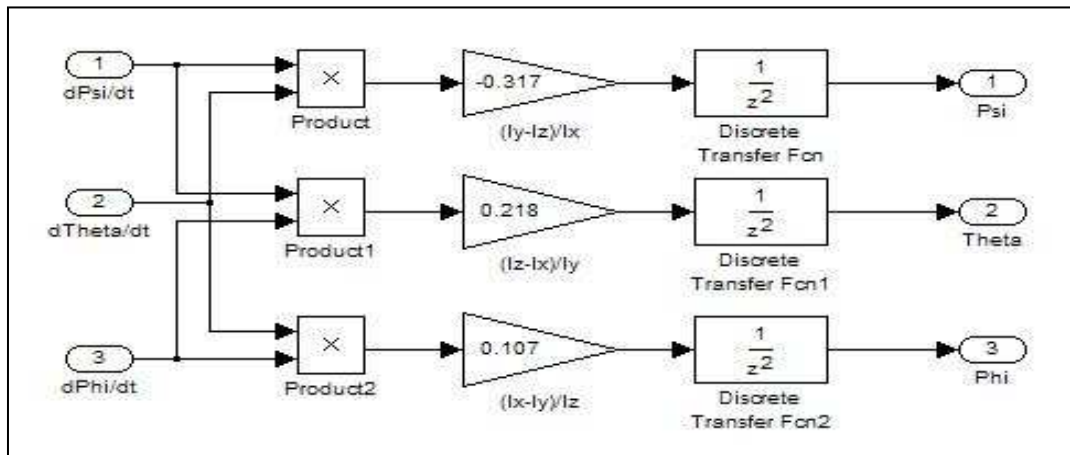 1
dPsi/dt
×
Product
-0.317
(Iy-Iz)/Ix
1
z2
Discrete
Transfer Fcn
1
Psi
2
dTheta/dt
×
Product1
0.218
(Iz-Ix)/Iy
1
z2
Discrete
Transfer Fcn1
2
Theta
3
dPhi/dt
×
Product2
0.107
(Ix-Iy)/Iz
1
z2
Discrete
Transfer Fcn2
3
Phi